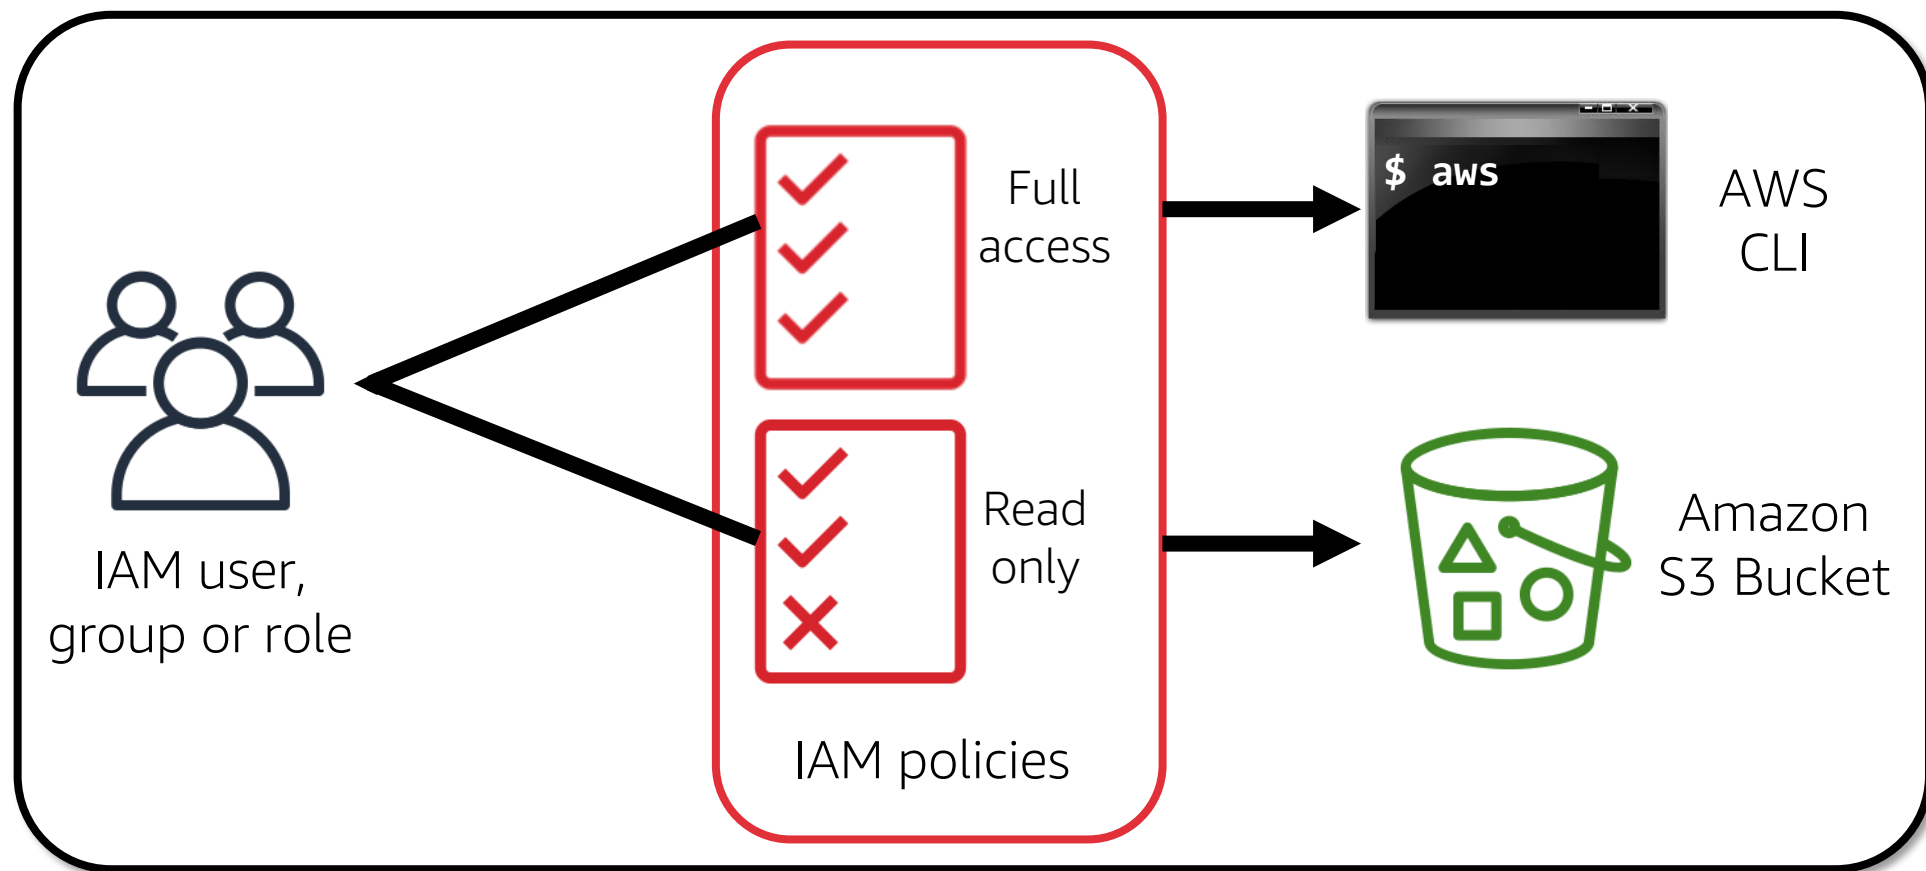 IAM user,
group or role
Full
access
Read
only
IAM policies
$ aws
AWS
CLI
Amazon
S3 Bucket